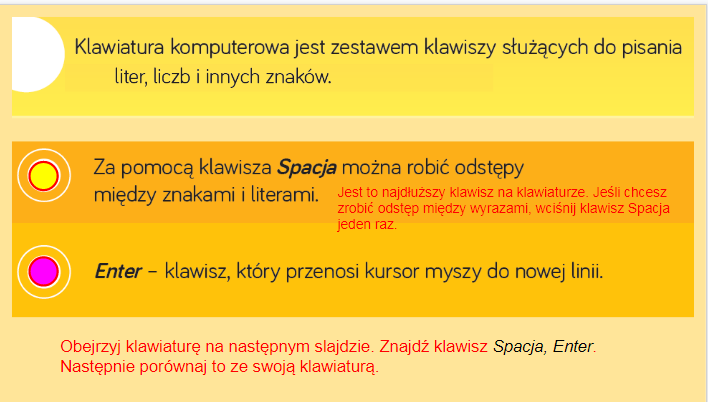 Klawiatura komputerowa jest zestawem klawiszy służących do pisania
liter, liczb i innych znaków.
Za pomocą klawisza Spacja można robić odstępy
między znakami i literami.
Jest to najdłuższy klawisz na klawiaturze. Jeśli chcesz
zrobić odstęp między wyrazami, wciśnij klawisz Spacja
jeden raz.
Enter – klawisz, który przenosi kursor myszy do nowej linii.
Obejrzyj klawiaturę na następnym slajdzie. Znajdź klawisz Spacja, Enter.
Następnie porównaj to ze swoją klawiaturą.